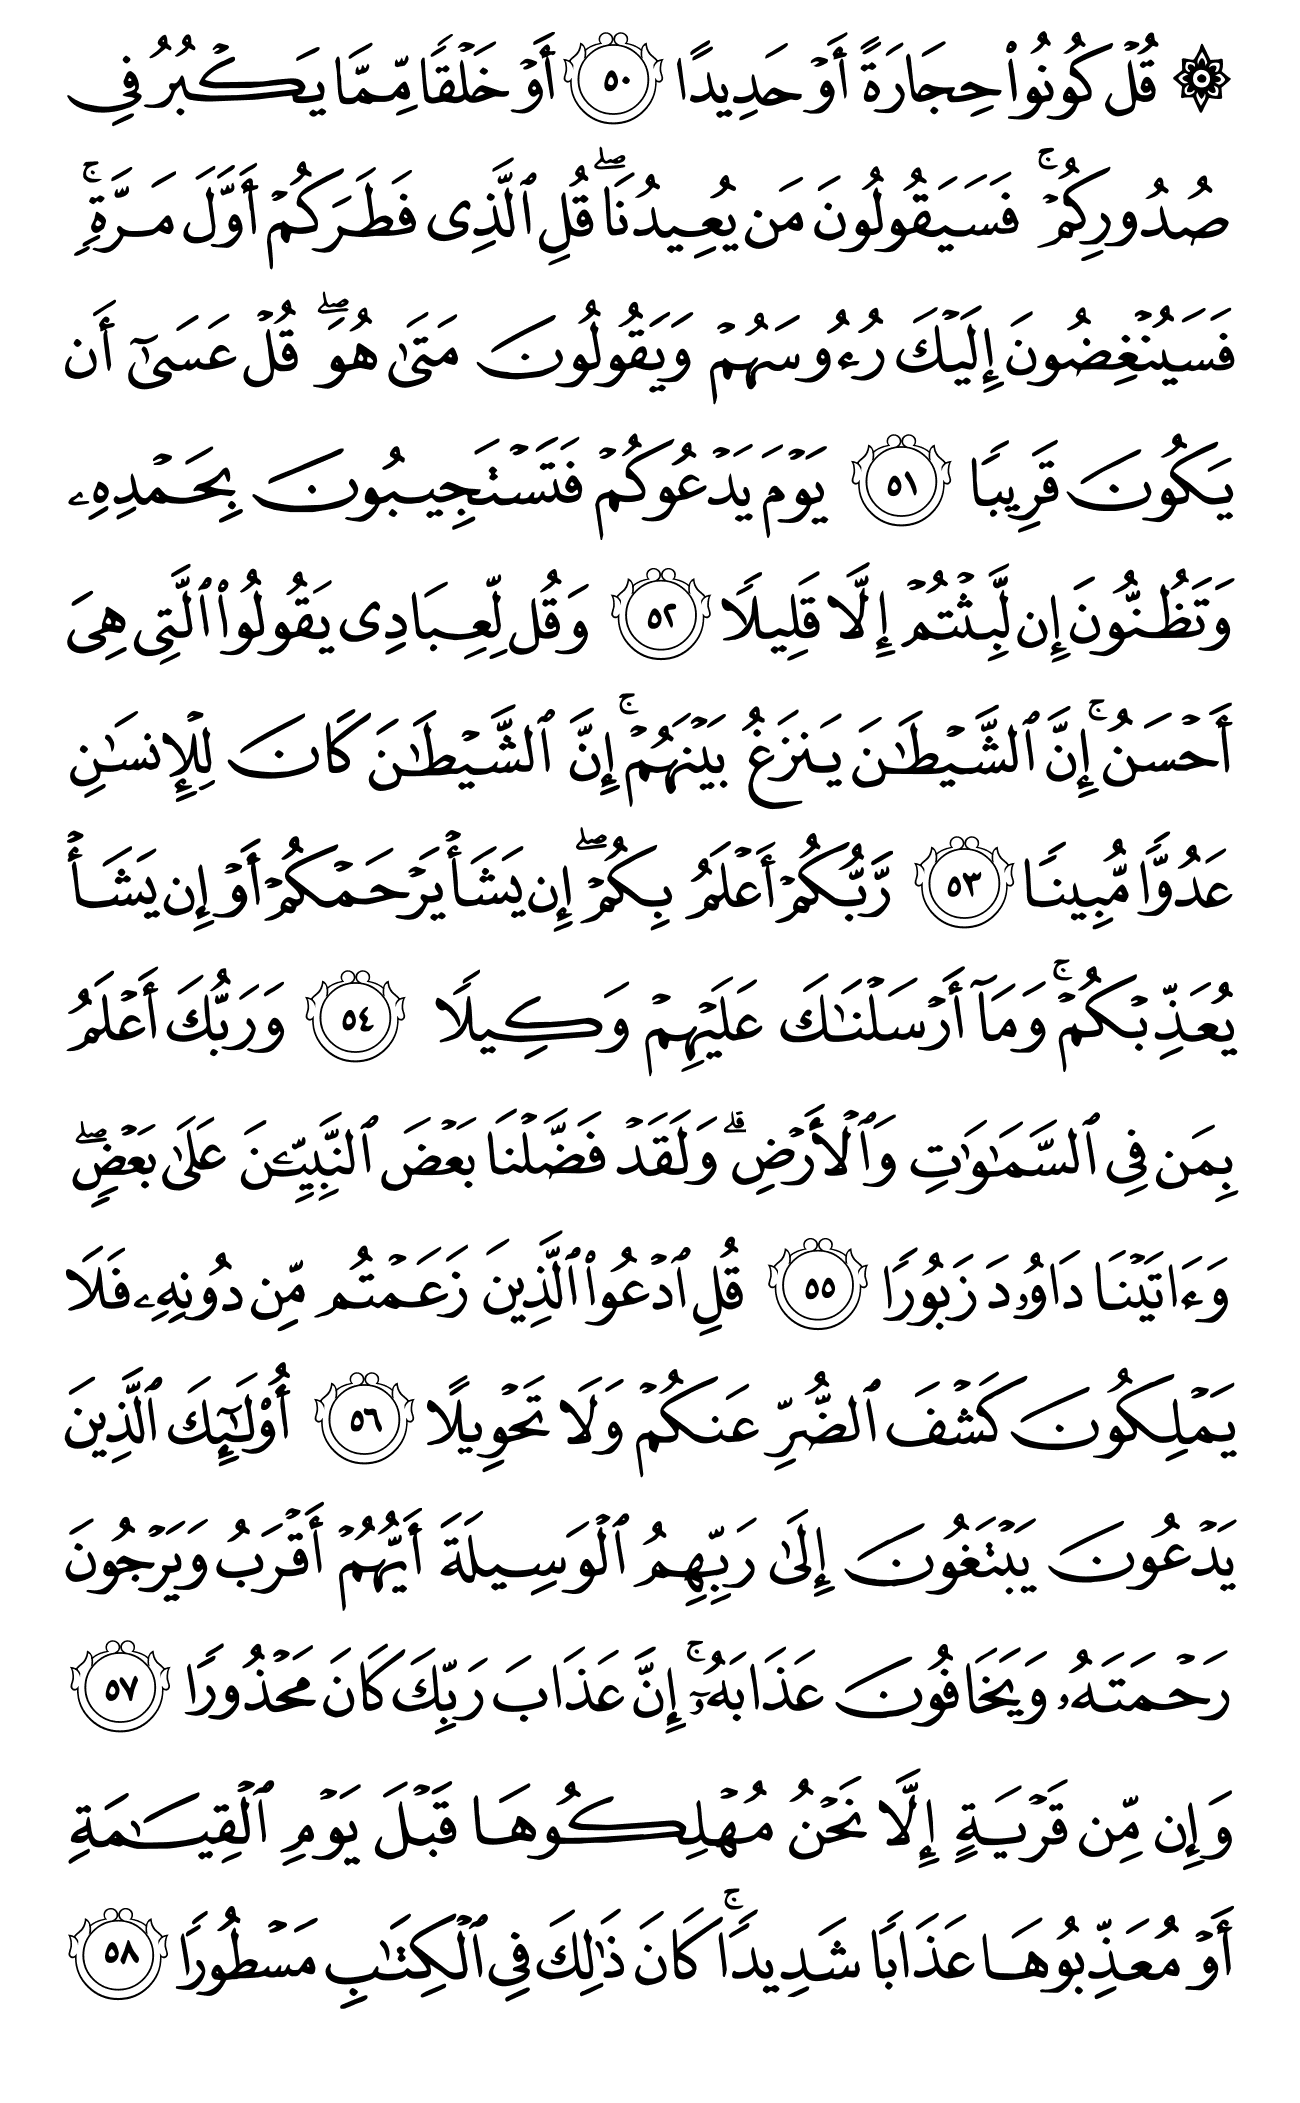 ۞ قُلۡ كُونُواْ حِجَارَةً أَوۡ حَدِيدًا ٥٠ أَوۡ خَلۡقٗا مِّمَّا يَكۡبُرُ فِي
صُدُورِكُمۡۚ فَسَيَقُولُونَ مَن يُعِيدُنَاۖ قُلِ ٱلَّذِي فَطَرَكُمۡ أَوَّلَ مَرَّةٖۚ
فَسَيُنۡغِضُونَ إِلَيۡكَ رُءُوسَهُمۡ وَيَقُولُونَ مَتَىٰ هُوَۖ قُلۡ عَسَىٰٓ أَن
يَكُونَ قَرِيبٗا ٥١ يَوۡمَ يَدۡعُوكُمۡ فَتَسۡتَجِيبُونَ بِحَمۡدِهِۦ
وَتَظُنُّونَ إِن لَّبِثۡتُمۡ إِلَّا قَلِيلٗا ٥٢ وَقُل لِّعِبَادِي يَقُولُواْ ٱلَّتِي هِيَ
أَحۡسَنُۚ إِنَّ ٱلشَّيۡطَٰنَ يَنزَغُ بَيۡنَهُمۡۚ إِنَّ ٱلشَّيۡطَٰنَ كَانَ لِلۡإِنسَٰنِ
عَدُوّٗا مُّبِينٗا ٥٣ رَّبُّكُمۡ أَعۡلَمُ بِكُمۡۖ إِن يَشَأۡ يَرۡحَمۡكُمۡ أَوۡ إِن يَشَأۡ
يُعَذِّبۡكُمۡۚ وَمَآ أَرۡسَلۡنَٰكَ عَلَيۡهِمۡ وَكِيلٗا ٥٤ وَرَبُّكَ أَعۡلَمُ
بِمَن فِي ٱلسَّمَٰوَٰتِ وَٱلۡأَرۡضِۗ وَلَقَدۡ فَضَّلۡنَا بَعۡضَ ٱلنَّبِيِّـۧنَ عَلَىٰ بَعۡضٖۖ
وَءَاتَيۡنَا دَاوُۥدَ زَبُورٗا ٥٥ قُلِ ٱدۡعُواْ ٱلَّذِينَ زَعَمۡتُم مِّن دُونِهِۦ فَلَا
يَمۡلِكُونَ كَشۡفَ ٱلضُّرِّ عَنكُمۡ وَلَا تَحۡوِيلًا ٥٦ أُوْلَٰٓئِكَ ٱلَّذِينَ
يَدۡعُونَ يَبۡتَغُونَ إِلَىٰ رَبِّهِمُ ٱلۡوَسِيلَةَ أَيُّهُمۡ أَقۡرَبُ وَيَرۡجُونَ
رَحۡمَتَهُۥ وَيَخَافُونَ عَذَابَهُۥٓۚ إِنَّ عَذَابَ رَبِّكَ كَانَ مَحۡذُورٗا ٥٧
وَإِن مِّن قَرۡيَةٍ إِلَّا نَحۡنُ مُهۡلِكُوهَا قَبۡلَ يَوۡمِ ٱلۡقِيَٰمَةِ
أَوۡ مُعَذِّبُوهَا عَذَابٗا شَدِيدٗاۚ كَانَ ذَٰلِكَ فِي ٱلۡكِتَٰبِ مَسۡطُورٗا ٥٨